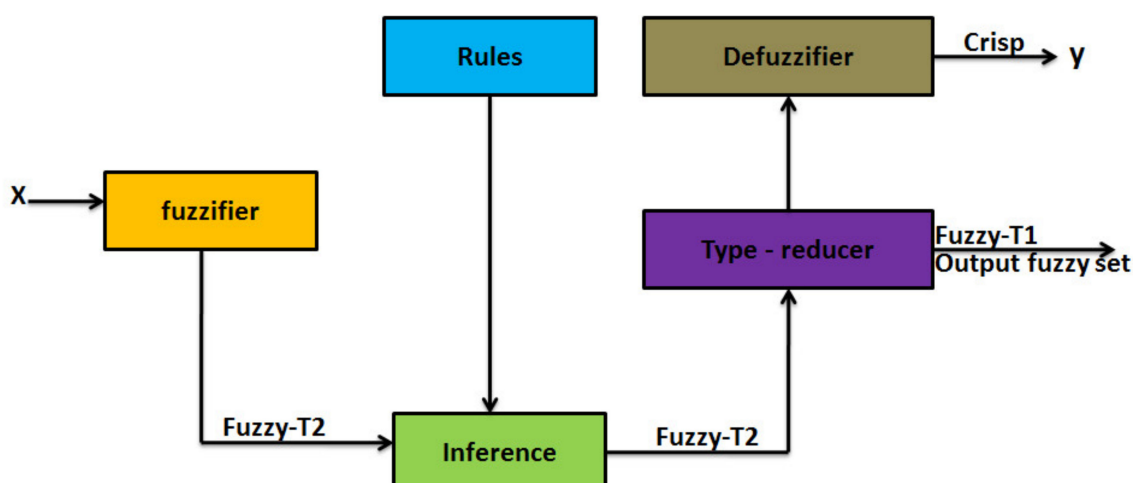 Rules
Defuzzifier
Crisp
y
X
fuzzifier
Type - reducer
Fuzzy-T1
Output fuzzy set
Fuzzy-T2
Inference
Fuzzy-T2